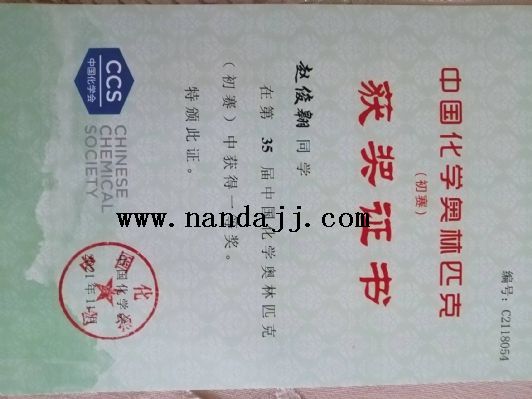 编号: C2118054
中国化学奥林匹克
(初赛)
获奖证书
赵俊翱 同学
在第 35 届中国化学奥林匹克
(初赛)中获得一等奖。
特颁此证。
CCS
中国化学会
CHINESE
CHEMICAL
SOCIETY
中国化学会
2021年11月
www.nandajj.com